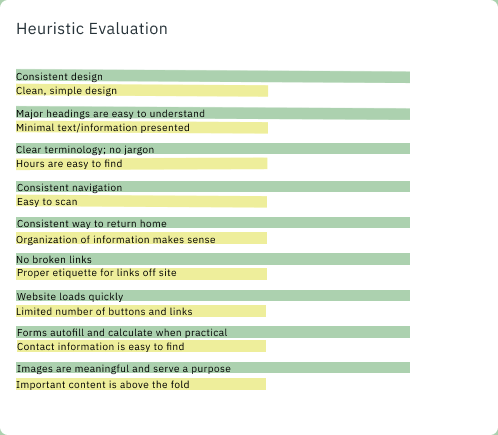 Heuristic Evaluation
Consistent design
Clean, simple design
Major headings are easy to understand
Minimal text/information presented
Clear terminology; no jargon
Hours are easy to find
Consistent navigation
Easy to scan
Consistent way to return home
Organization of information makes sense
No broken links
Proper etiquette for links off site
Website loads quickly
Limited number of buttons and links
Forms autofill and calculate when practical
Contact information is easy to find
Images are meaningful and serve a purpose
Important content is above the fold